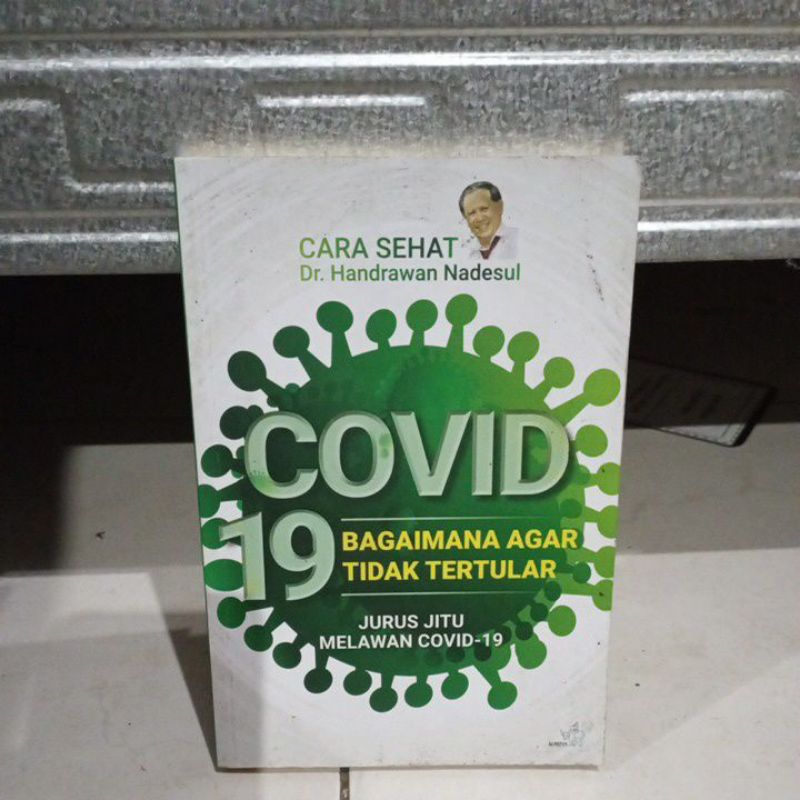 CARA SEHAT
Dr. Handrawan Nadesul
COVID
19
BAGAIMANA AGAR
TIDAK TERTULAR
JURUS JITU
MELAWAN COVID-19